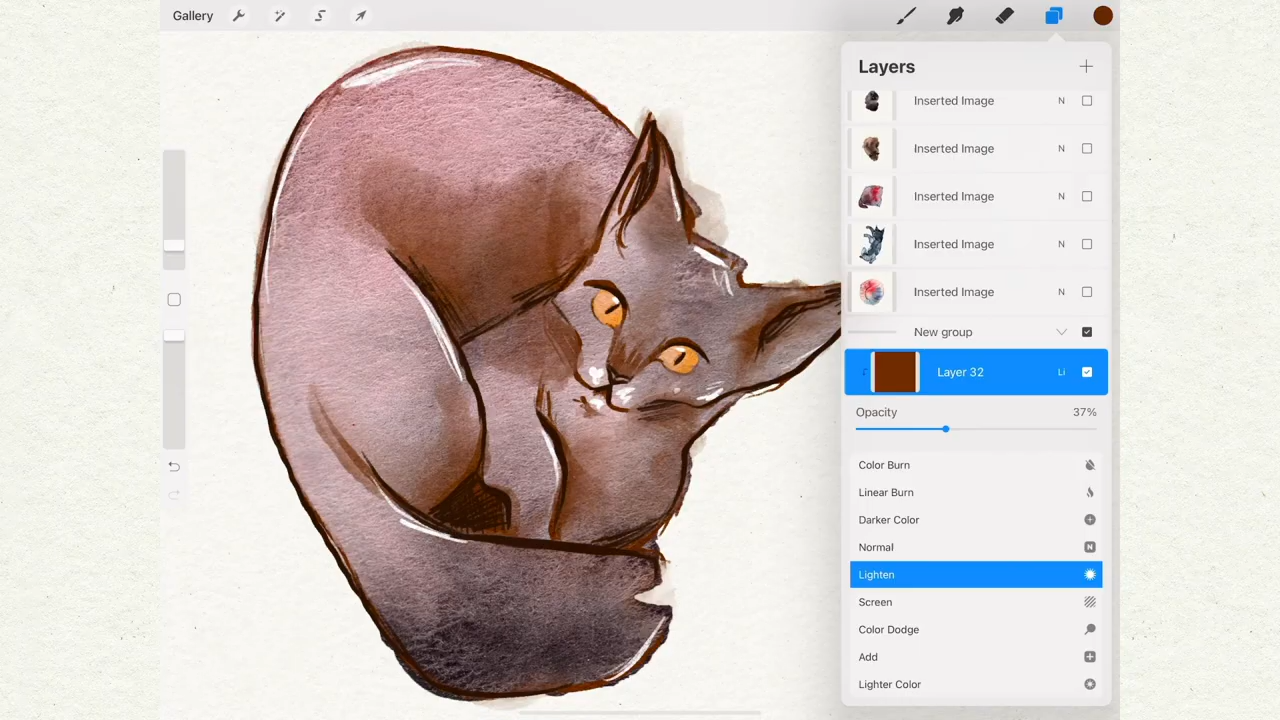 Gallery
Layers
Inserted Image N
Inserted Image N
Inserted Image N
Inserted Image N
Inserted Image N
New group
Layer 32 Li
Opacity 37%
Color Burn
Linear Burn
Darker Color
Normal N
Lighten
Screen
Color Dodge
Add
Lighter Color